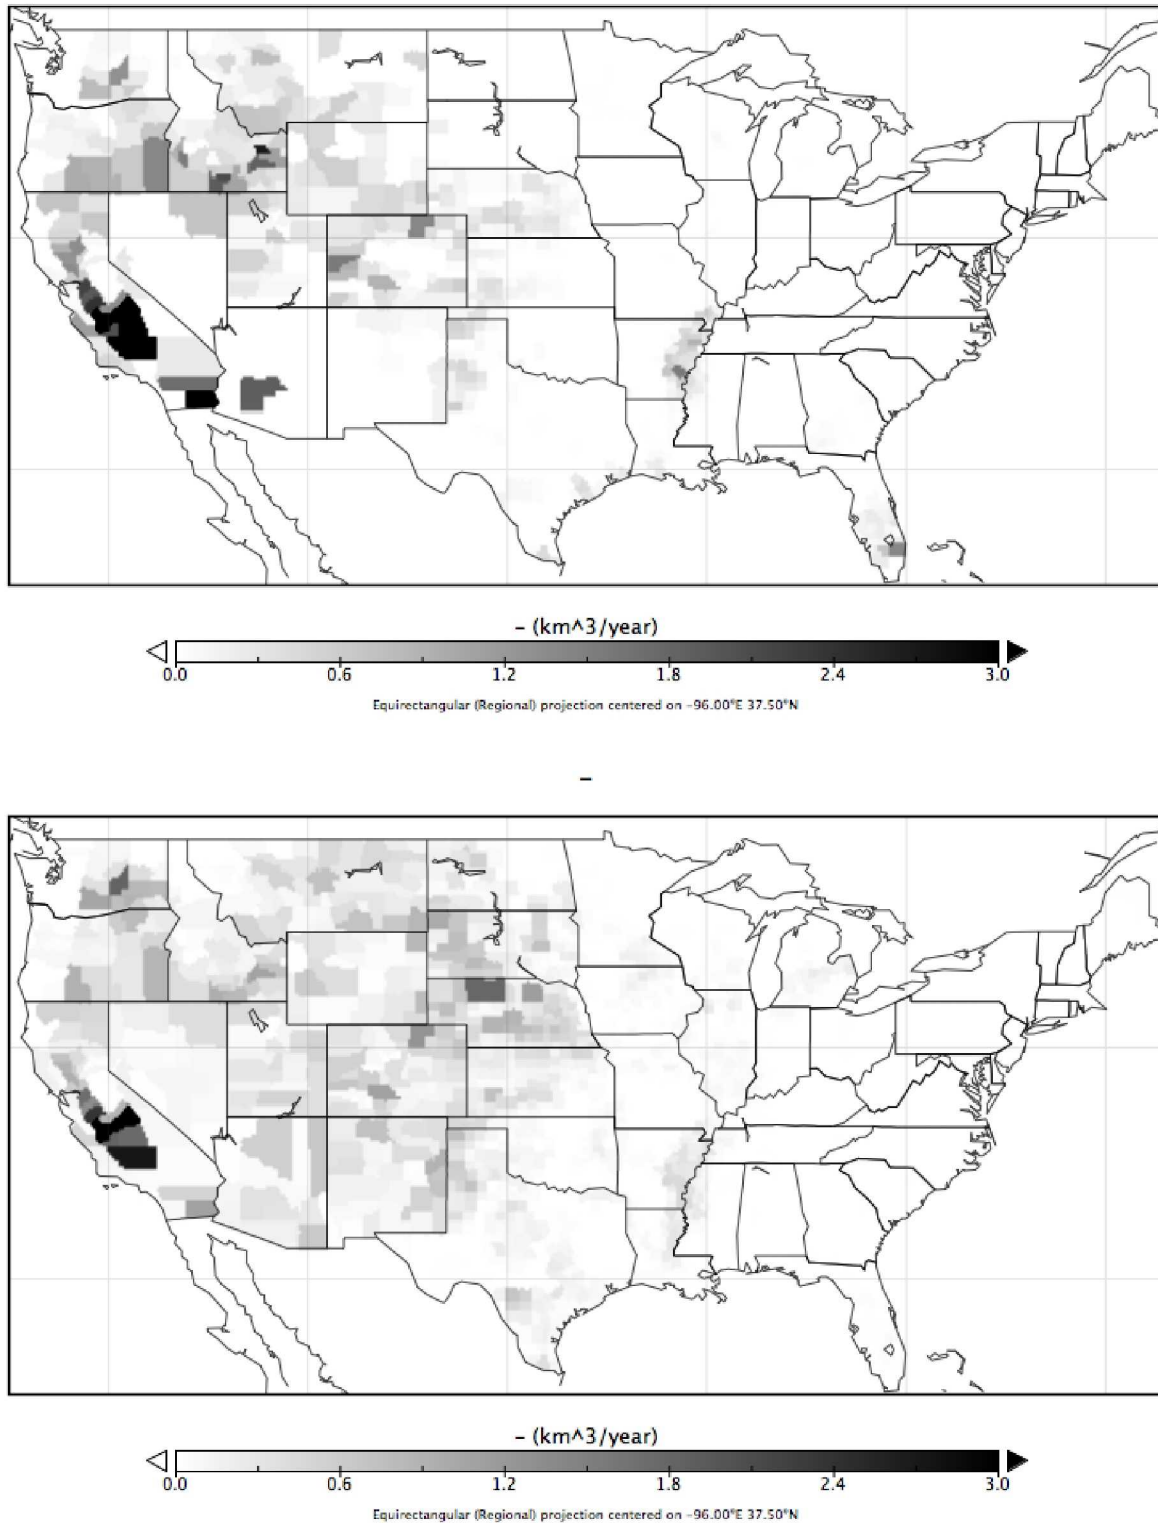 – (km^3/year)
0.0 0.6 1.2 1.8 2.4 3.0
Equirectangular (Regional) projection centered on –96.00°E 37.50°N
–
– (km^3/year)
0.0 0.6 1.2 1.8 2.4 3.0
Equirectangular (Regional) projection centered on –96.00°E 37.50°N